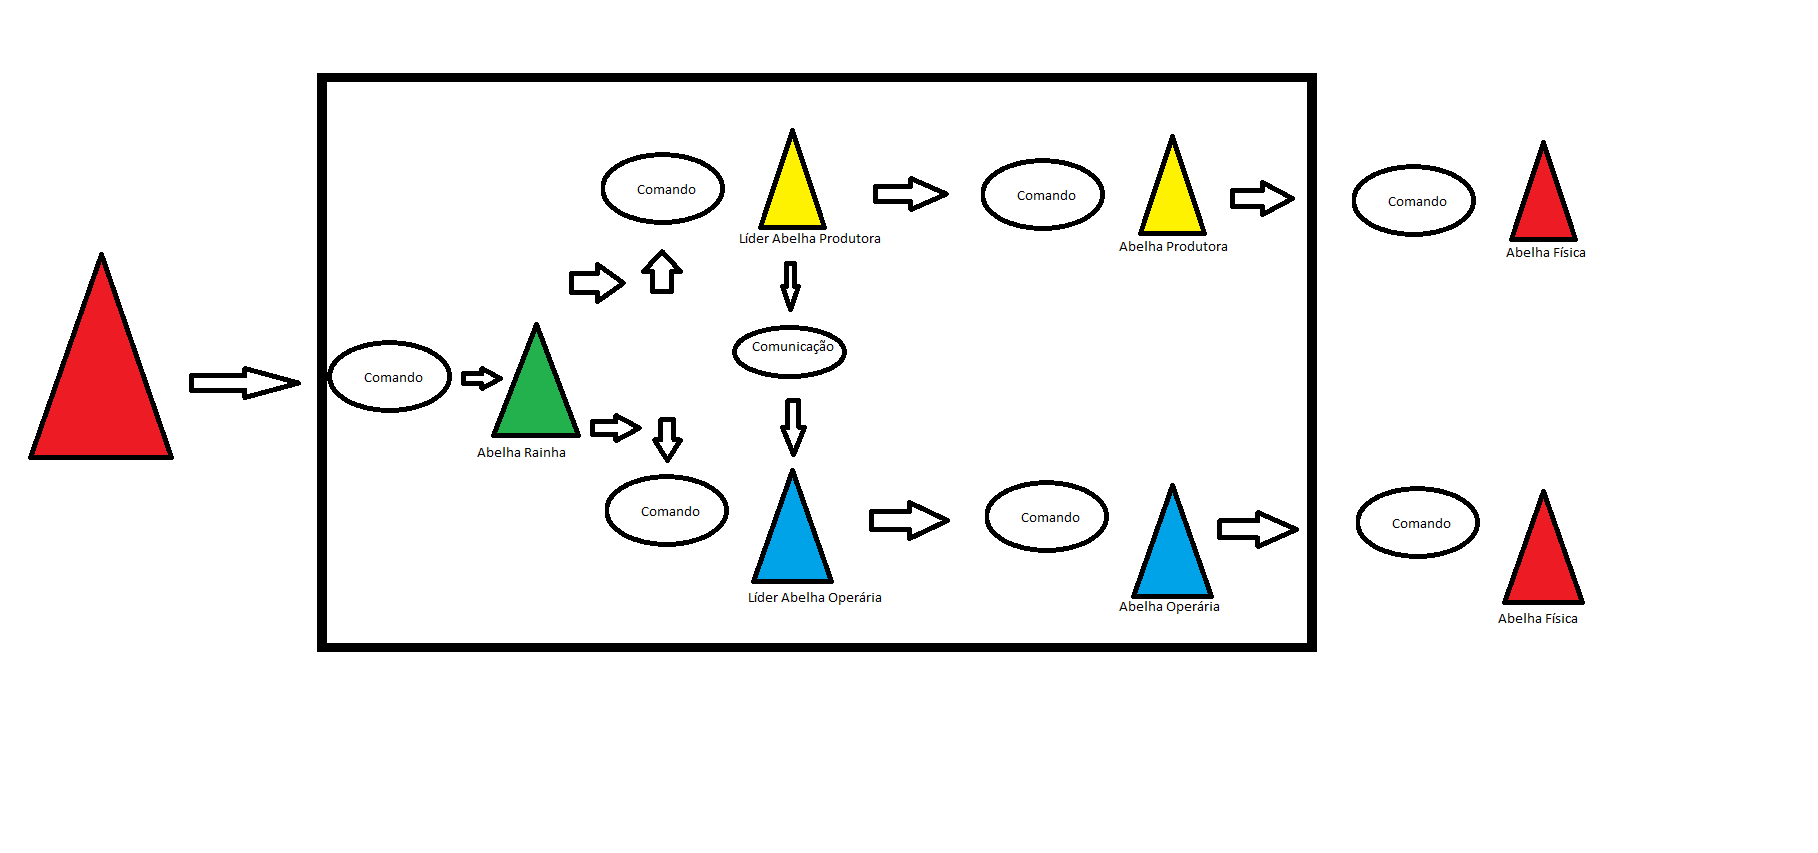 Comando
Líder Abelha Produtora
Comando
Abelha Produtora
Comando
Abelha Física
Comunicação
Comando
Abelha Rainha
Comando
Líder Abelha Operária
Comando
Abelha Operária
Comando
Abelha Física